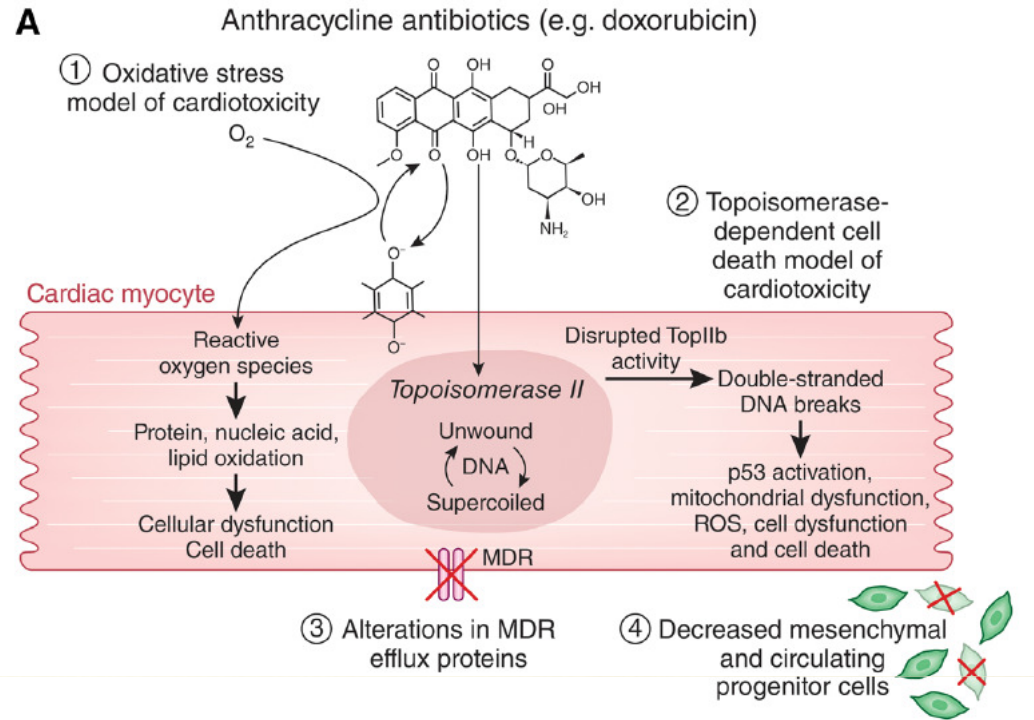 A
Anthracycline antibiotics (e.g. doxorubicin)
① Oxidative stress
model of cardiotoxicity
O₂
O
OH
O
OH
OH
O
O
OH
O
H
O
OH
NH₂
O⁻
O⁻
② Topoisomerase-
dependent cell
death model of
cardiotoxicity
Cardiac myocyte
Reactive
oxygen species
Protein, nucleic acid,
lipid oxidation
Cellular dysfunction
Cell death
Topoisomerase II
Unwound
DNA
Supercoiled
Disrupted TopIIb
activity
Double-stranded
DNA breaks
p53 activation,
mitochondrial dysfunction,
ROS, cell dysfunction
and cell death
MDR
③ Alterations in MDR
efflux proteins
④ Decreased mesenchymal
and circulating
progenitor cells